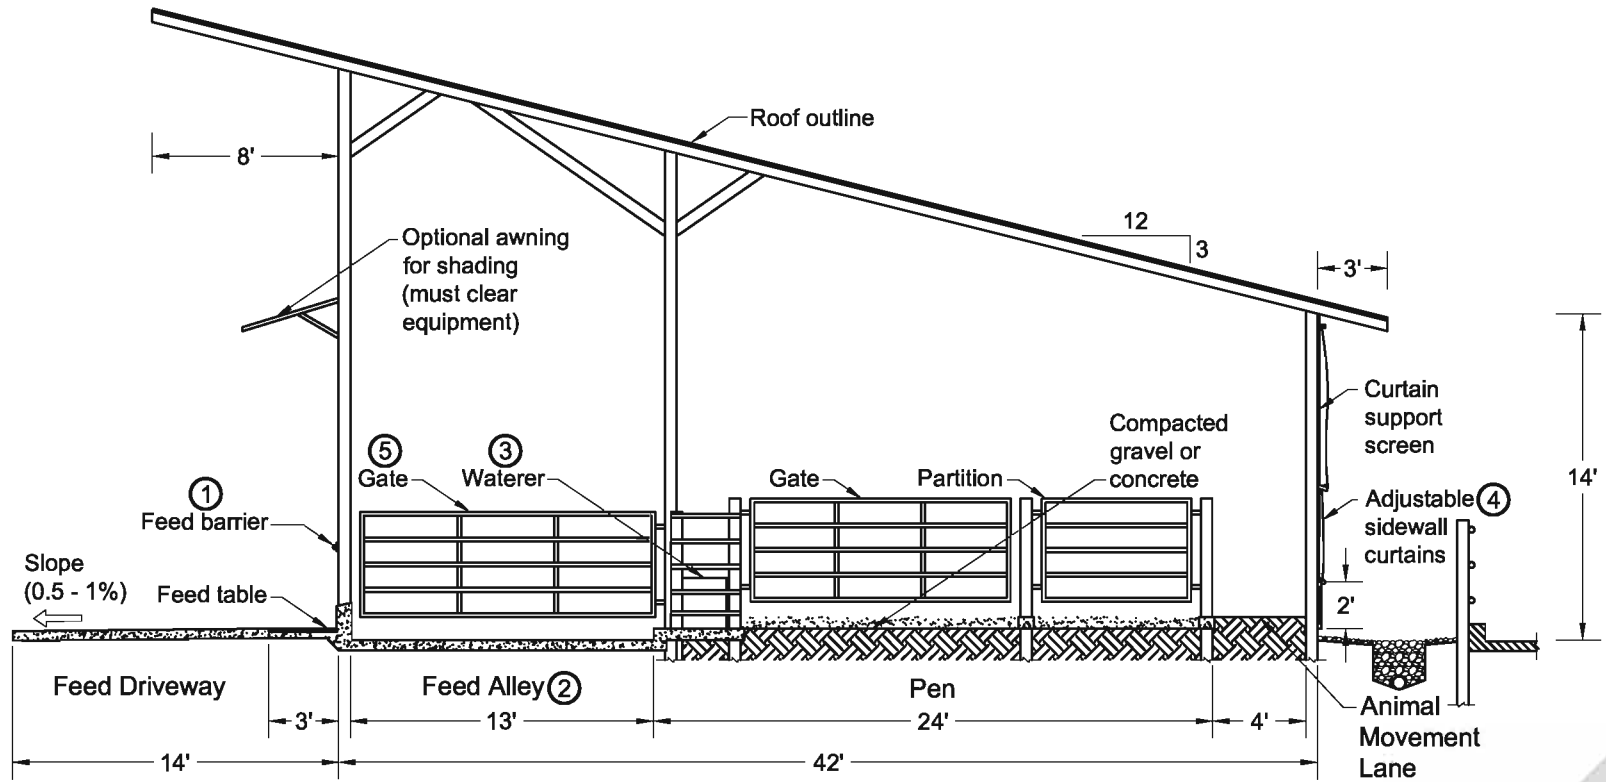 Roof outline
8'
12
3
3'
Optional awning
for shading
(must clear
equipment)
14'
Curtain
support
screen
Compacted
gravel or
concrete
5
Gate
3
Waterer
Gate
Partition
1
Feed barrier
Adjustable 4
sidewall
curtains
Slope
(0.5 - 1%)
Feed table
2'
Feed Driveway
Feed Alley 2
Pen
Animal
Movement
Lane
3'
13'
24'
4'
14'
42'